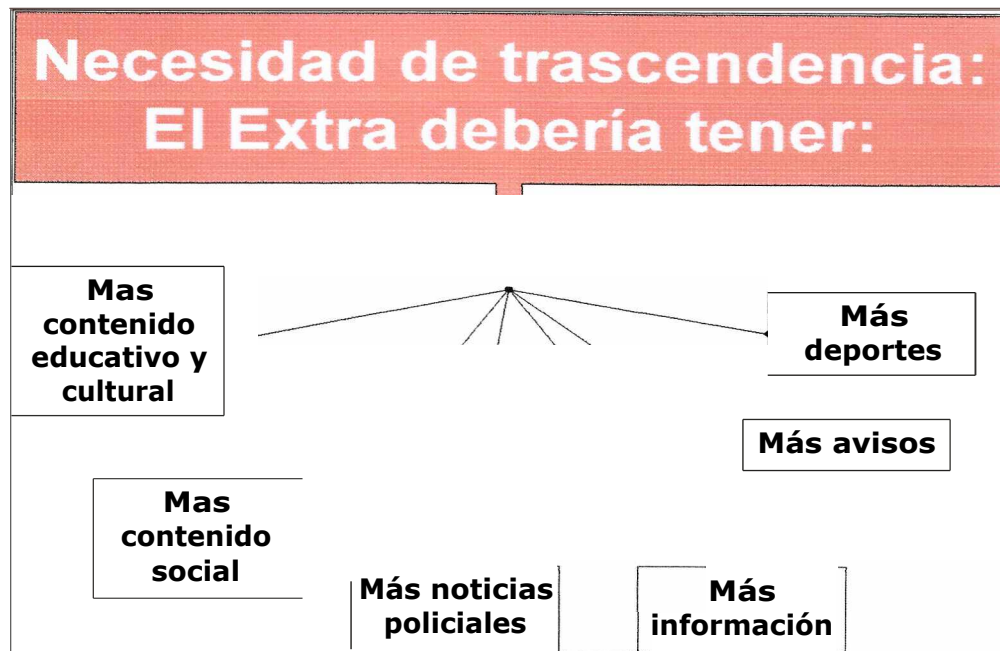 Necesidad de trascendencia:
El Extra debería tener:
Mas
contenido
educativo y
cultural
Más
deportes
Más avisos
Mas
contenido
social
Más noticias
policiales
Más
información